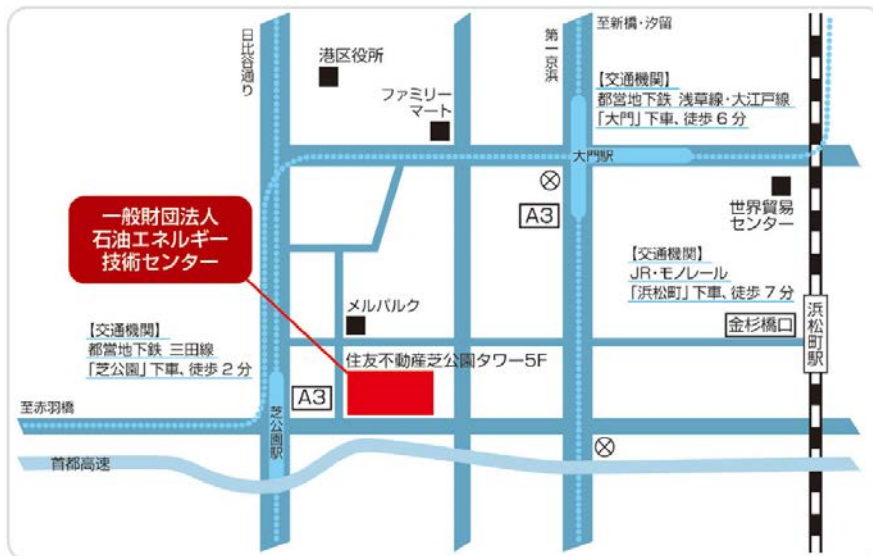 日比谷通り
港区役所
ファミリー
マート
第一京浜
至新橋・汐留
【交通機関】
都営地下鉄 浅草線・大江戸線
「大門」下車、徒歩6分
大門駅
A3
世界貿易
センター
一般財団法人
石油エネルギー
技術センター
【交通機関】
JR・モノレール
「浜松町」下車、徒歩7分
金杉橋口
浜松町駅
メルパルク
【交通機関】
都営地下鉄 三田線
「芝公園」下車、徒歩2分
住友不動産芝公園タワー5F
A3
至赤羽橋
芝公園駅
首都高速